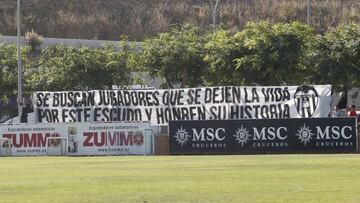 SE BUSCAN JUGADORES QUE SE DEJEN LA VIDA
POR ESTE ESCUDO Y HONREN SU HISTORIA
ZUMMO ZUMMO
MSC MSC MSC
CRUCEROS CRUCEROS CRUCEROS